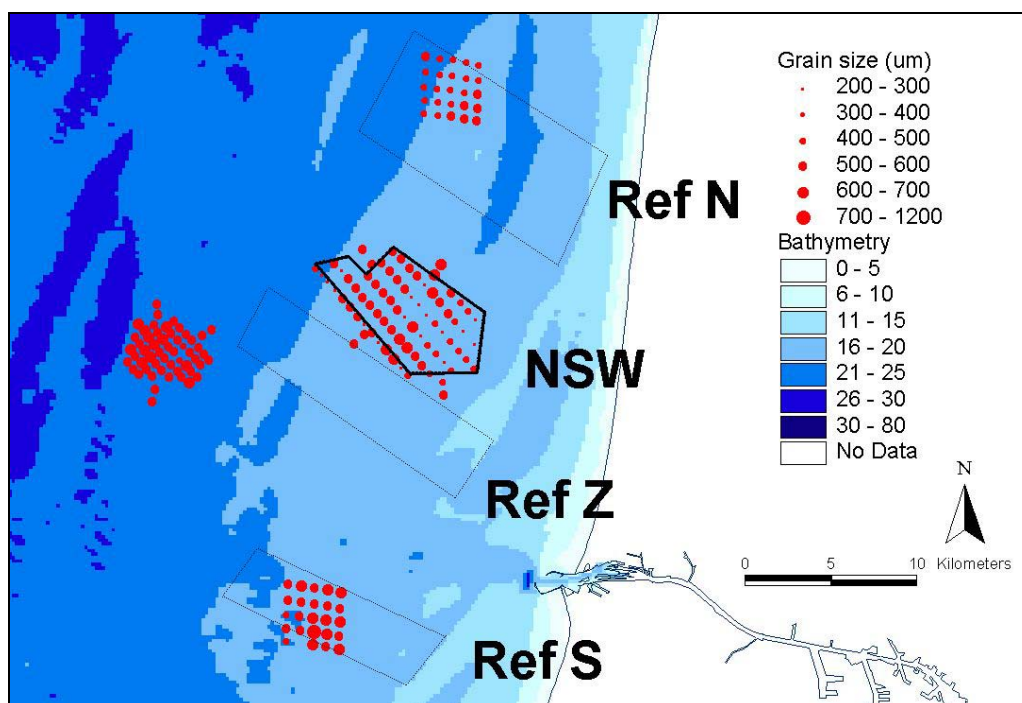 Grain size (um)
200 - 300
300 - 400
400 - 500
500 - 600
600 - 700
700 - 1200
Bathymetry
0 - 5
6 - 10
11 - 15
16 - 20
21 - 25
26 - 30
30 - 80
No Data
Ref N
NSW
Ref Z
Ref S
N
0 5 10 Kilometers